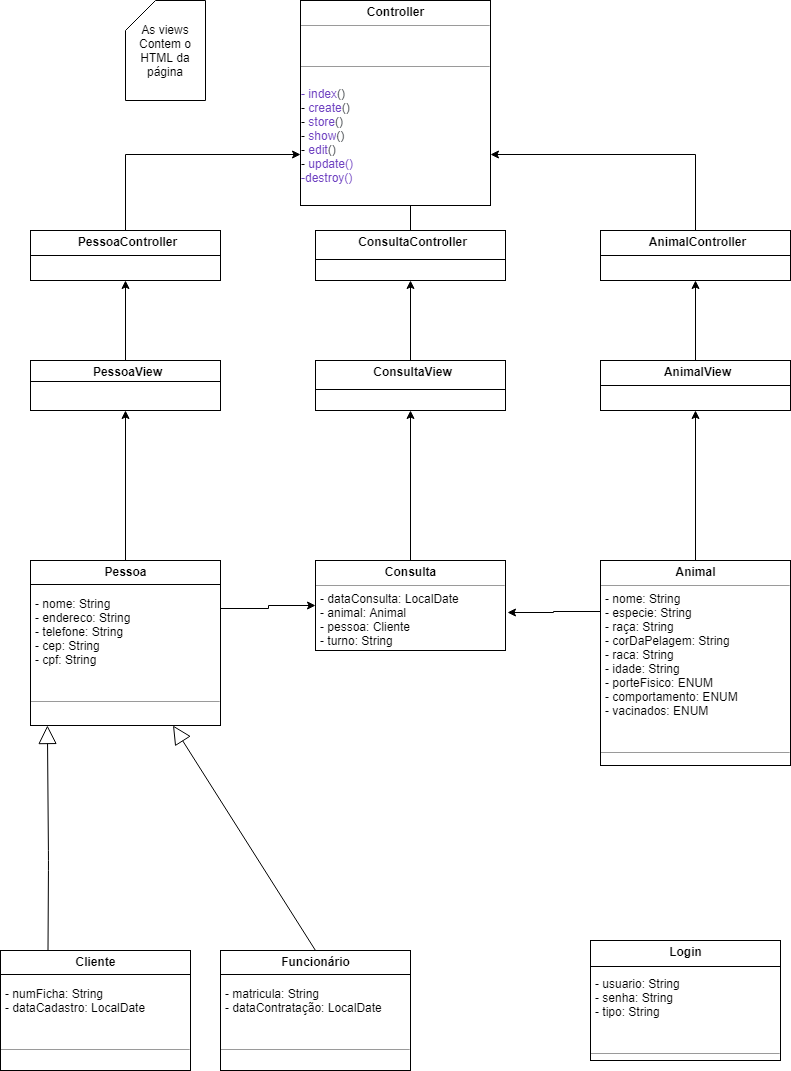 As views
Contem o
HTML da
página
Controller
- index()
- create()
- store()
- show()
- edit()
- update()
-destroy()
PessoaController
ConsultaController
AnimalController
PessoaView
ConsultaView
AnimalView
Pessoa
- nome: String
- endereco: String
- telefone: String
- cep: String
- cpf: String
Consulta
- dataConsulta: LocalDate
- animal: Animal
- pessoa: Cliente
- turno: String
Animal
- nome: String
- especie: String
- raça: String
- corDaPelagem: String
- raca: String
- idade: String
- porteFisico: ENUM
- comportamento: ENUM
- vacinados: ENUM
Cliente
- numFicha: String
- dataCadastro: LocalDate
Funcionário
- matricula: String
- dataContratação: LocalDate
Login
- usuario: String
- senha: String
- tipo: String